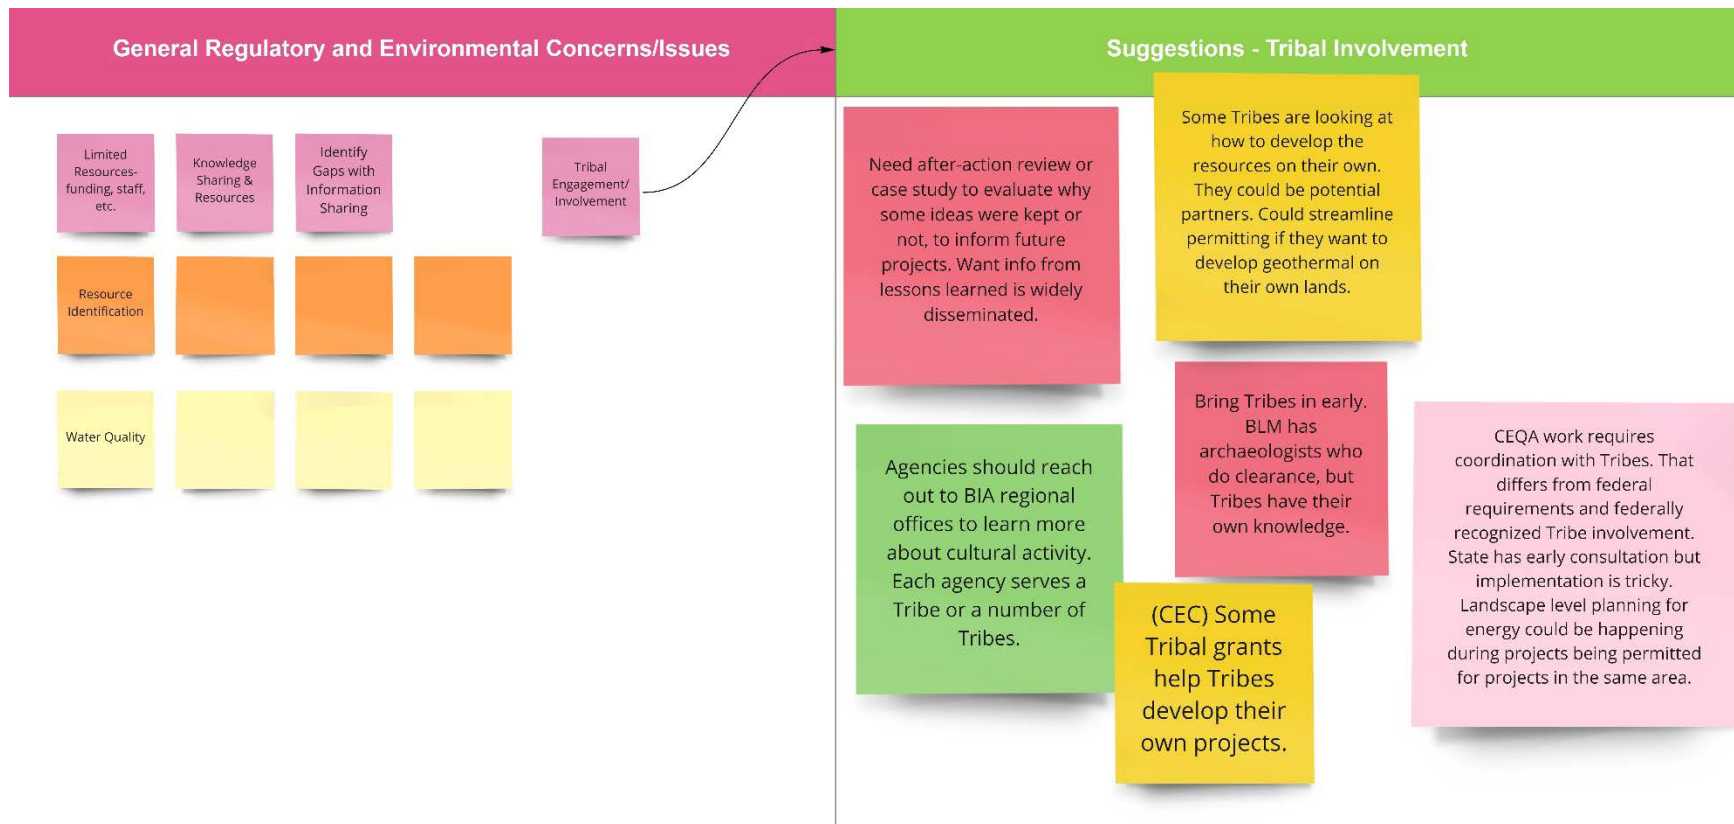 General Regulatory and Environmental Concerns/Issues
Limited
Resources-
funding, staff,
etc.
Knowledge
Sharing &
Resources
Identify
Gaps with
Information
Sharing
Tribal
Engagement/
Involvement
Resource
Identification
Water Quality
Suggestions - Tribal Involvement
Need after-action review or
case study to evaluate why
some ideas were kept or
not, to inform future
projects. Want info from
lessons learned is widely
disseminated.
Some Tribes are looking at
how to develop the
resources on their own.
They could be potential
partners. Could streamline
permitting if they want to
develop geothermal on
their own lands.
Agencies should reach
out to BIA regional
offices to learn more
about cultural activity.
Each agency serves a
Tribe or a number of
Tribes.
Bring Tribes in early.
BLM has
archaeologists who
do clearance, but
Tribes have their
own knowledge.
(CEC) Some
Tribal grants
help Tribes
develop their
own projects.
CEQA work requires
coordination with Tribes. That
differs from federal
requirements and federally
recognized Tribe involvement.
State has early consultation but
implementation is tricky.
Landscape level planning for
energy could be happening
during projects being permitted
for projects in the same area.